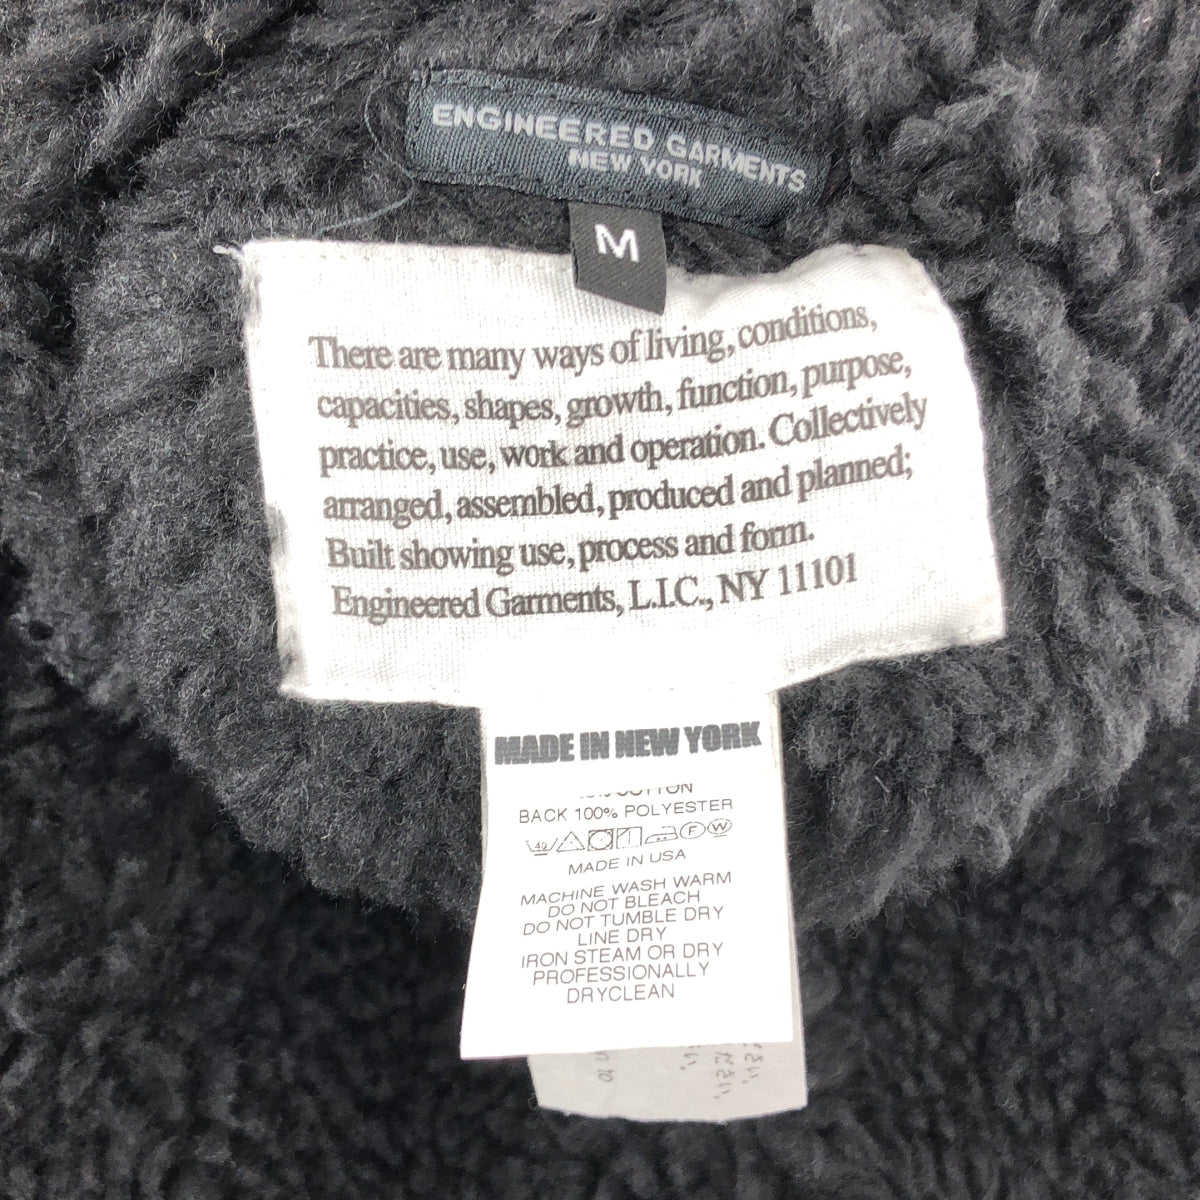 ENGINEERED GARMENTS
NEW YORK
M
There are many ways of living, conditions,
capacities, shapes, growth, function, purpose,
practice, use, work and operation. Collectively
arranged, assembled, produced and planned;
Built showing use, process and form.
Engineered Garments, L.I.C., NY 11101
MADE IN NEW YORK
COTTON
BACK 100% POLYESTER
40 F W
MADE IN USA
MACHINE WASH WARM
DO NOT BLEACH
DO NOT TUMBLE DRY
LINE DRY
IRON STEAM OR DRY
PROFESSIONALLY
DRYCLEAN